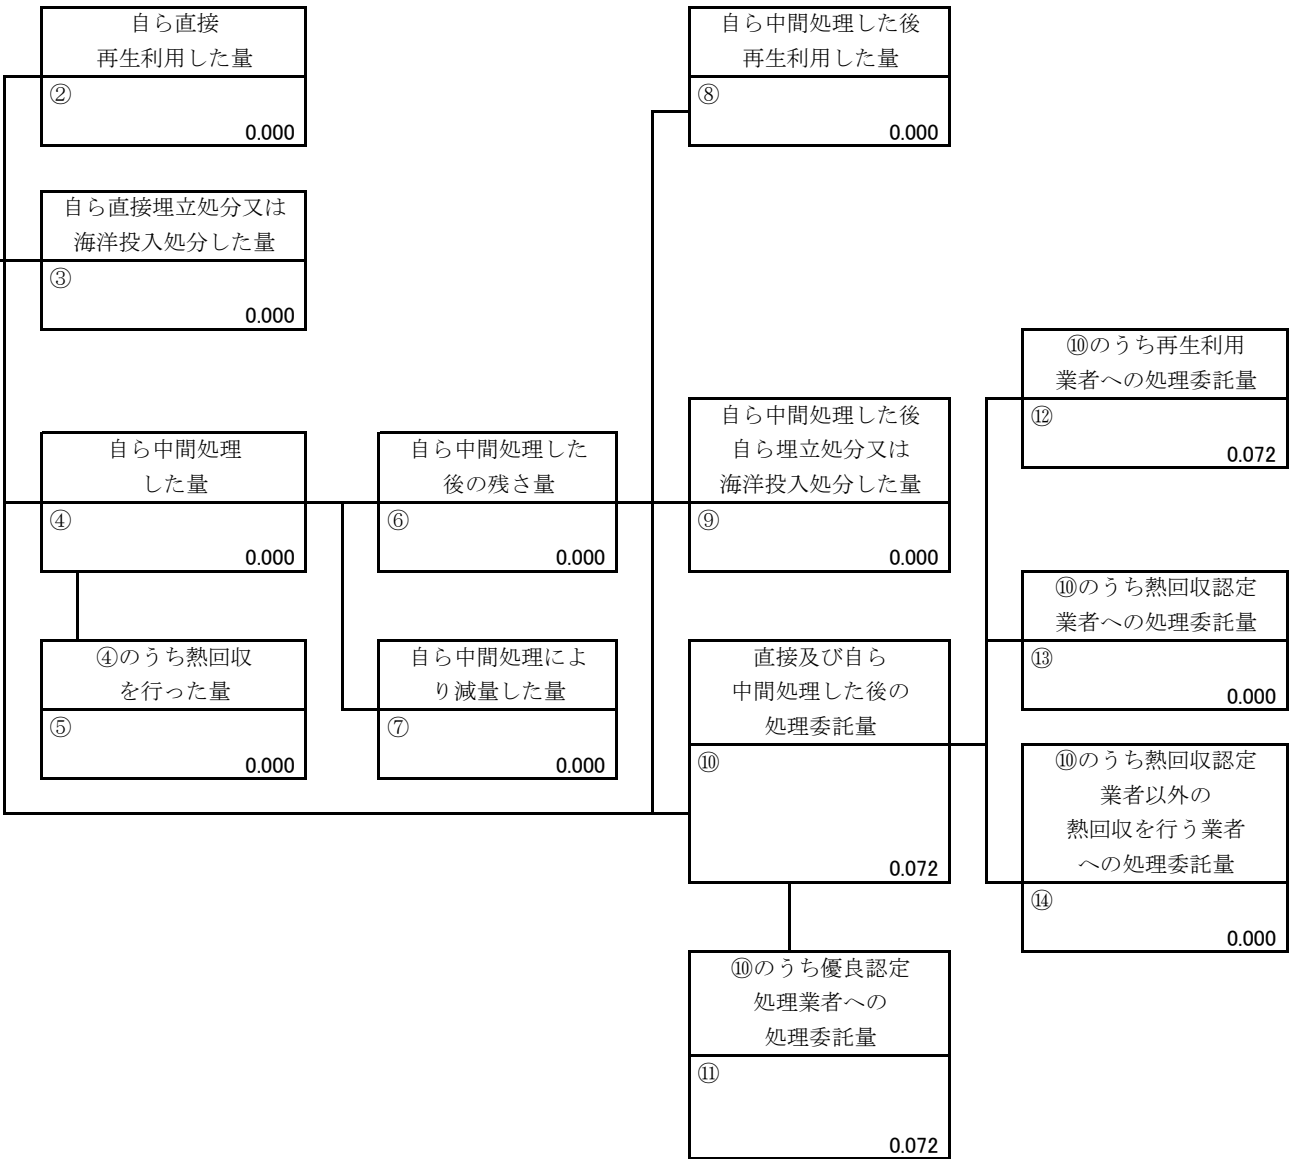 自ら直接
再生利用した量
②
0.000
自ら中間処理した後
再生利用した量
⑧
0.000
自ら直接埋立処分又は
海洋投入処分した量
③
0.000
⑩のうち再生利用
業者への処理委託量
⑫
0.072
自ら中間処理
した量
④
0.000
自ら中間処理した
後の残さ量
⑥
0.000
自ら中間処理した後
自ら埋立処分又は
海洋投入処分した量
⑨
0.000
⑩のうち熱回収認定
業者への処理委託量
⑬
0.000
④のうち熱回収
を行った量
⑤
0.000
自ら中間処理によ
り減量した量
⑦
0.000
直接及び自ら
中間処理した後の
処理委託量
⑩
0.072
⑩のうち熱回収認定
業者以外の
熱回収を行う業者
への処理委託量
⑭
0.000
⑩のうち優良認定
処理業者への
処理委託量
⑪
0.072